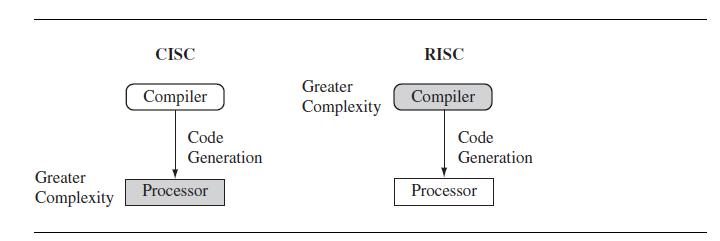 CISC
Compiler
Code
Generation
Greater
Complexity
Processor
RISC
Greater
Complexity
Compiler
Code
Generation
Processor